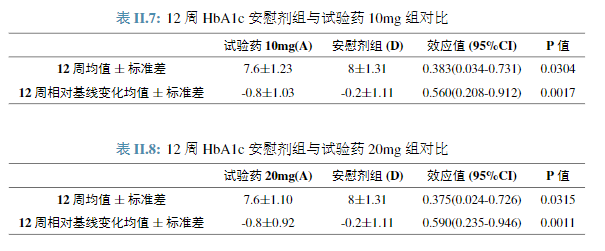 表 II.7: 12 周 HbA1c 安慰剂组与试验药 10mg 组对比
试验药 10mg(A) 安慰剂组 (D) 效应值 (95%CI) P 值
12 周均值 ± 标准差 7.6±1.23 8±1.31 0.383(0.034-0.731) 0.0304
12 周相对基线变化均值 ± 标准差 -0.8±1.03 -0.2±1.11 0.560(0.208-0.912) 0.0017
表 II.8: 12 周 HbA1c 安慰剂组与试验药 20mg 组对比
试验药 20mg(A) 安慰剂组 (D) 效应值 (95%CI) P 值
12 周均值 ± 标准差 7.6±1.10 8±1.31 0.375(0.024-0.726) 0.0315
12 周相对基线变化均值 ± 标准差 -0.8±0.92 -0.2±1.11 0.590(0.235-0.946) 0.0011